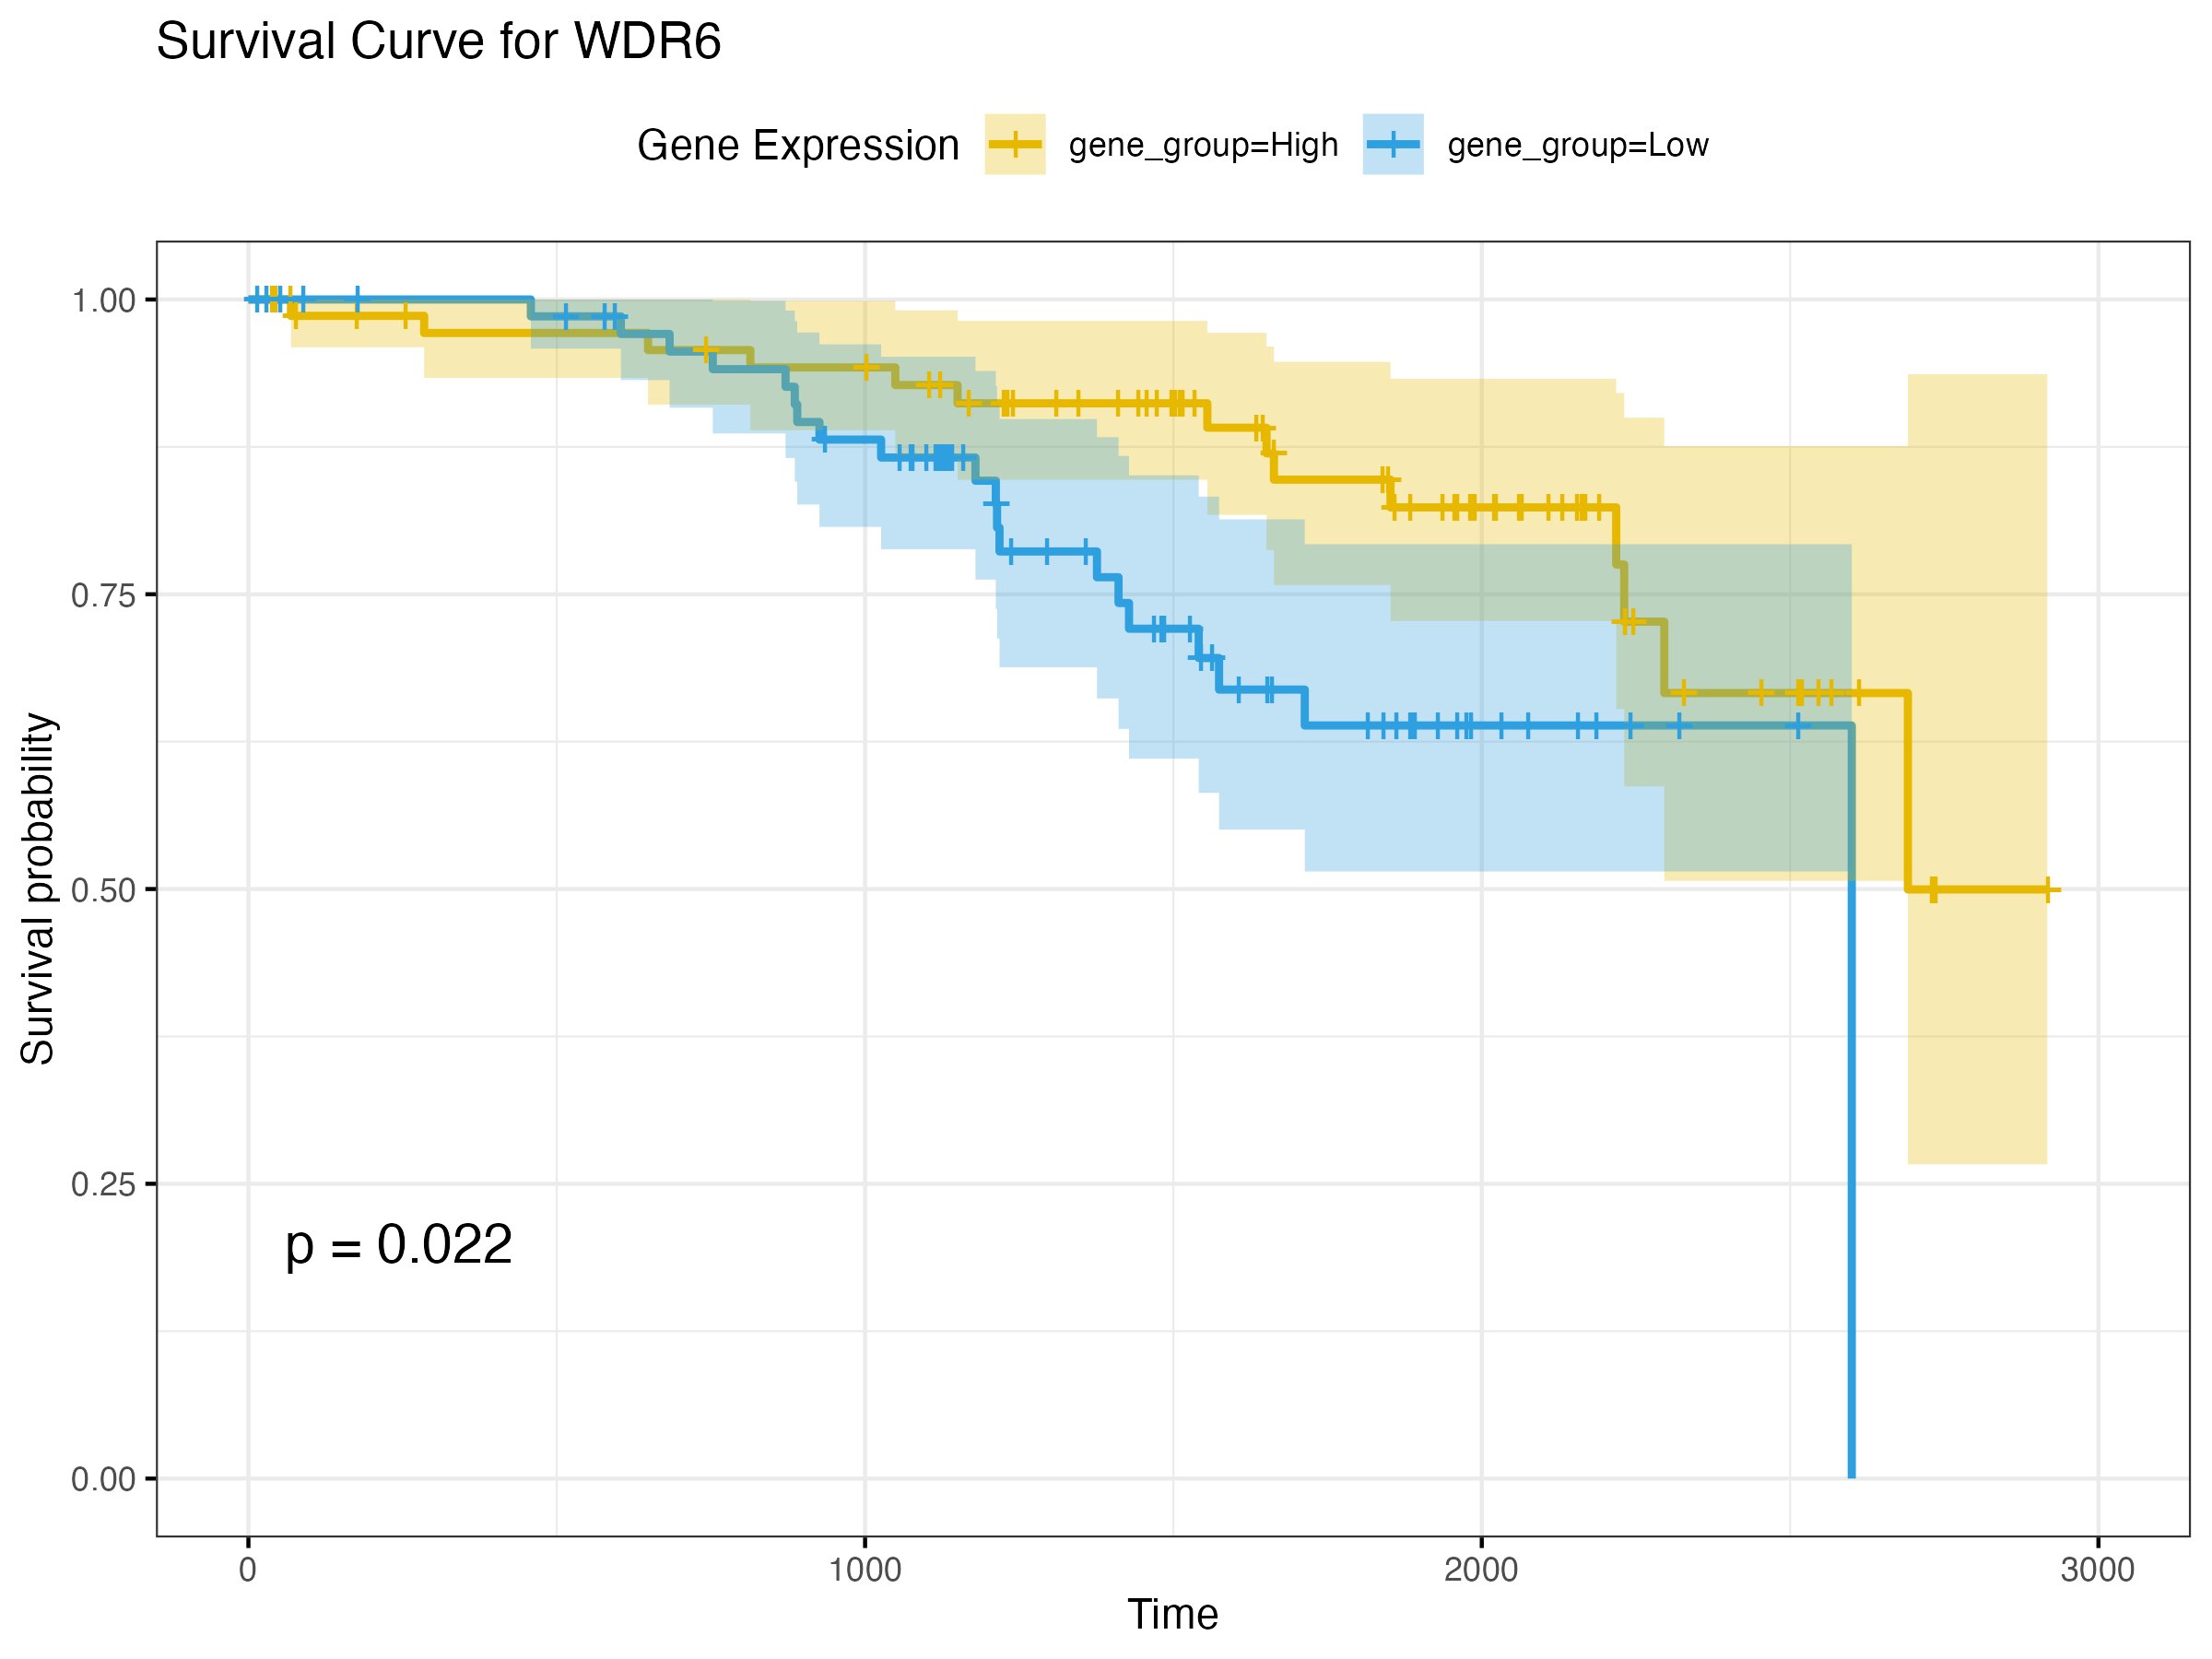 Survival Curve for WDR6
Gene Expression gene_group=High gene_group=Low
1.00
0.75
0.50
0.25
0.00
Survival probability
p = 0.022
0 1000 2000 3000
Time